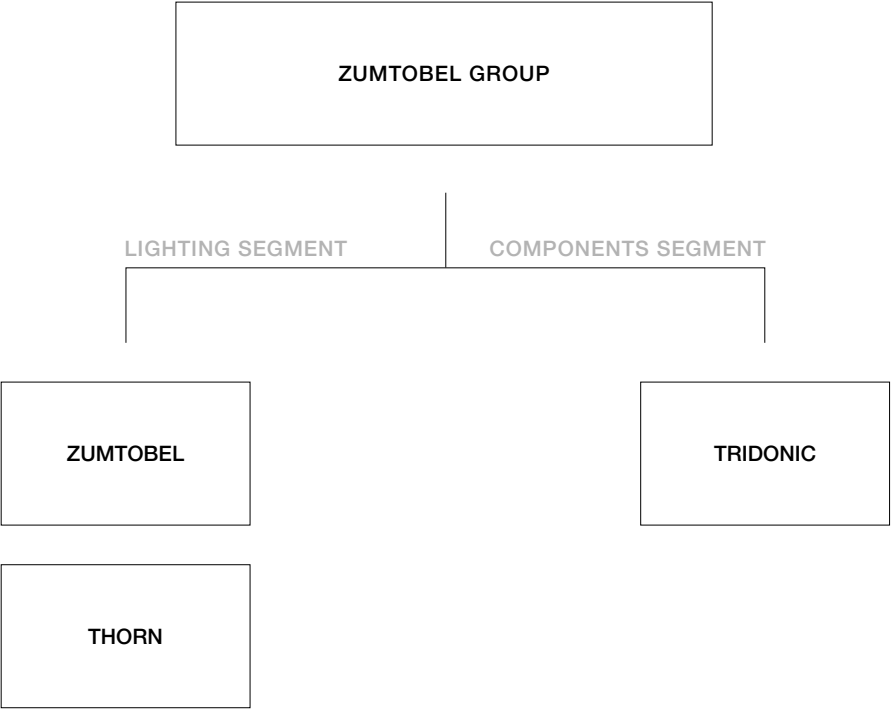 ZUMTOBEL GROUP
LIGHTING SEGMENT
COMPONENTS SEGMENT
ZUMTOBEL
TRIDONIC
THORN